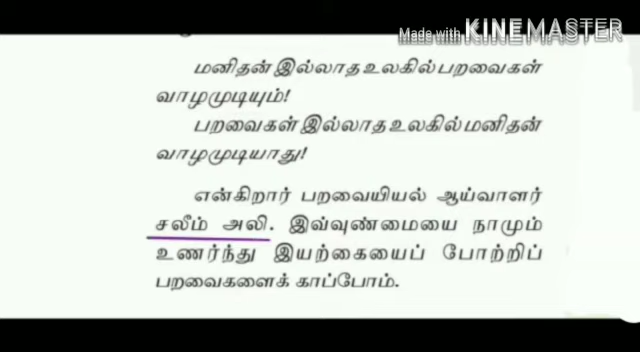 Made with KINEMASTER
மனிதன் இல்லாத உலகில் பறவைகள்
வாழமுடியும்!
பறவைகள் இல்லாத உலகில் மனிதன்
வாழமுடியாது!
என்கிறார் பறவையியல் ஆய்வாளர்
சலீம் அலி. இவ்வுண்மையை நாமும்
உணர்ந்து இயற்கையைப் போற்றிப்
பறவைகளைக் காப்போம்.